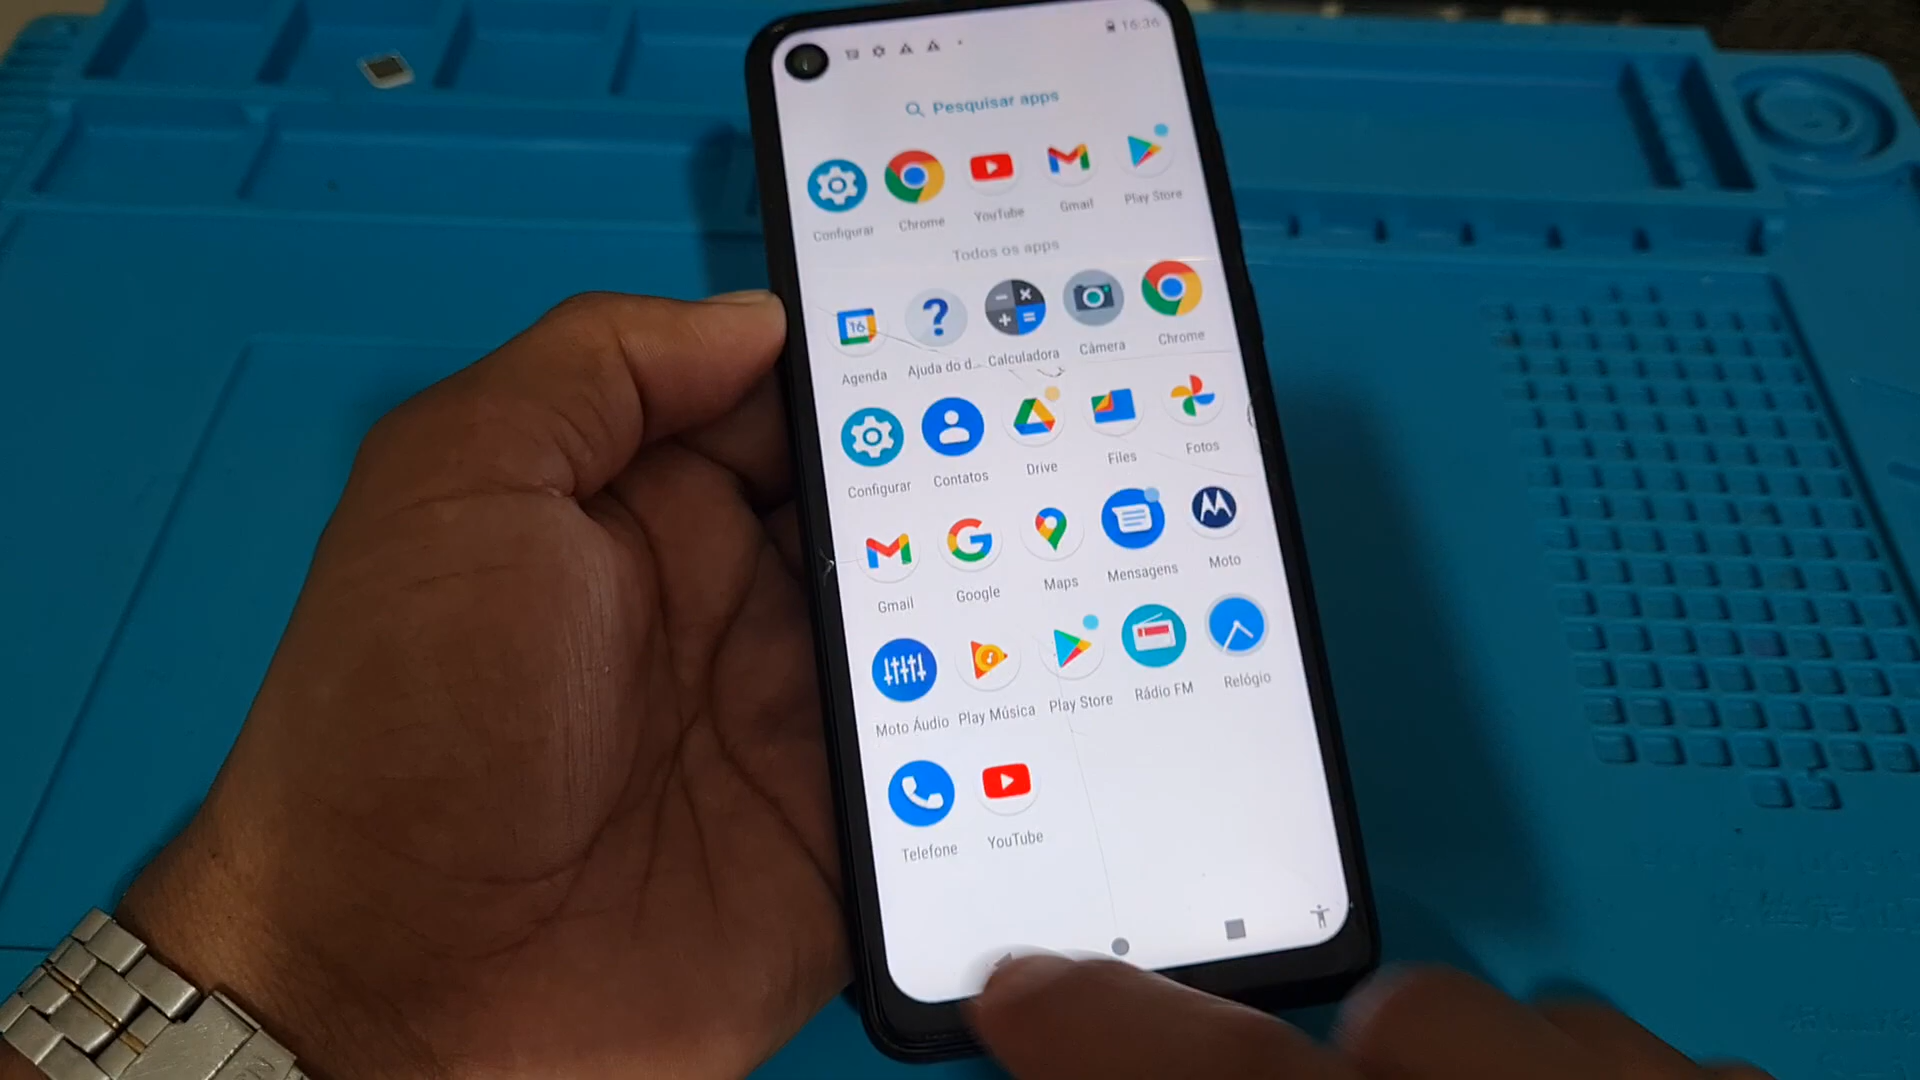 16:36
Pesquisar apps
Configurar Chrome YouTube Gmail Play Store
Todos os apps
16
Agenda Ajuda do d... Calculadora Câmera Chrome
Configurar Contatos Drive Files Fotos
Gmail Google Maps Mensagens Moto
Moto Áudio Play Música Play Store Rádio FM Relógio
Telefone YouTube